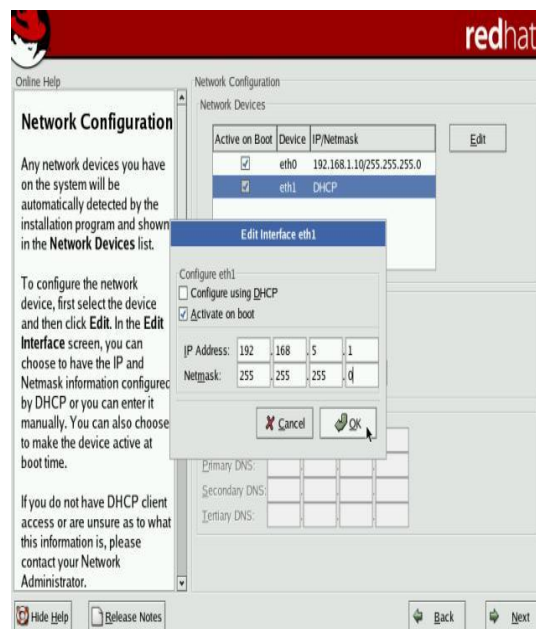 redhat
Online Help
Network Configuration
Any network devices you have
on the system will be
automatically detected by the
installation program and shown
in the Network Devices list.
To configure the network
device, first select the device
and then click Edit. In the Edit
Interface screen, you can
choose to have the IP and
Netmask information configured
by DHCP or you can enter it
manually. You can also choose
to make the device active at
boot time.
If you do not have DHCP client
access or are unsure as to what
this information is, please
contact your Network
Administrator.
Network Configuration
Network Devices
Active on Boot Device IP/Netmask
eth0 192.168.1.10/255.255.255.0
eth1 DHCP
Edit
Edit Interface eth1
Configure eth1
Configure using DHCP
Activate on boot
IP Address: 192 . 168 . 5 . 1
Netmask: 255 . 255 . 255 . 0
Cancel OK
Primary DNS:
Secondary DNS:
Tertiary DNS:
Hide Help Release Notes Back Next